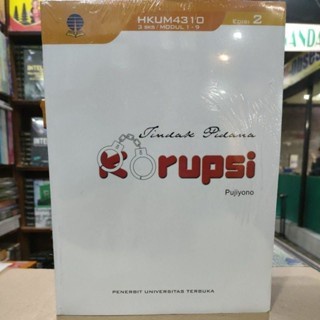 HKUM4310
3 sks / MODUL 1 - 9
Edisi 2
Tindak Pidana
Korupsi
Pujiyono
PENERBIT UNIVERSITAS TERBUKA